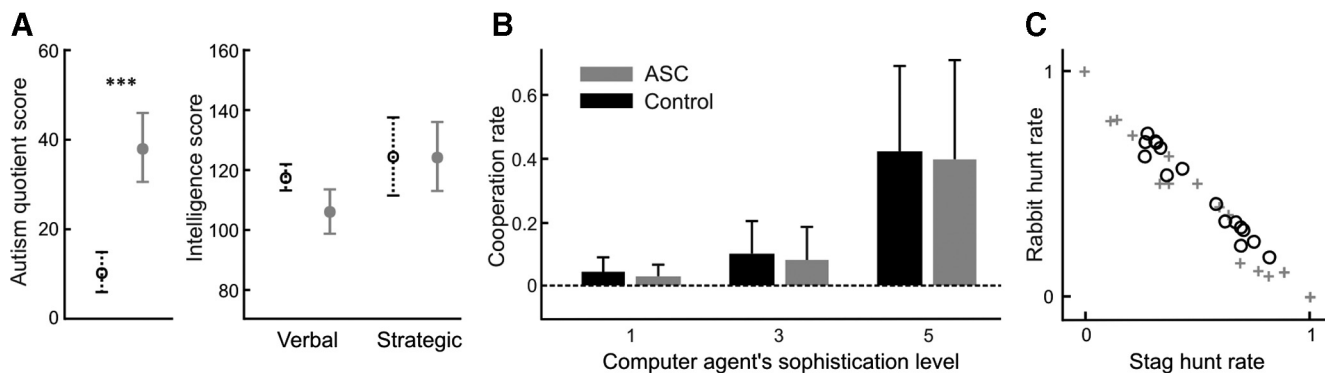 A
Autism quotient score
60
40
20
0
***
Intelligence score
160
140
120
100
80
Verbal Strategic
B
Cooperation rate
0.6
0.4
0.2
0
ASC
Control
1 3 5
Computer agent's sophistication level
C
Rabbit hunt rate
1
0
0 1
Stag hunt rate